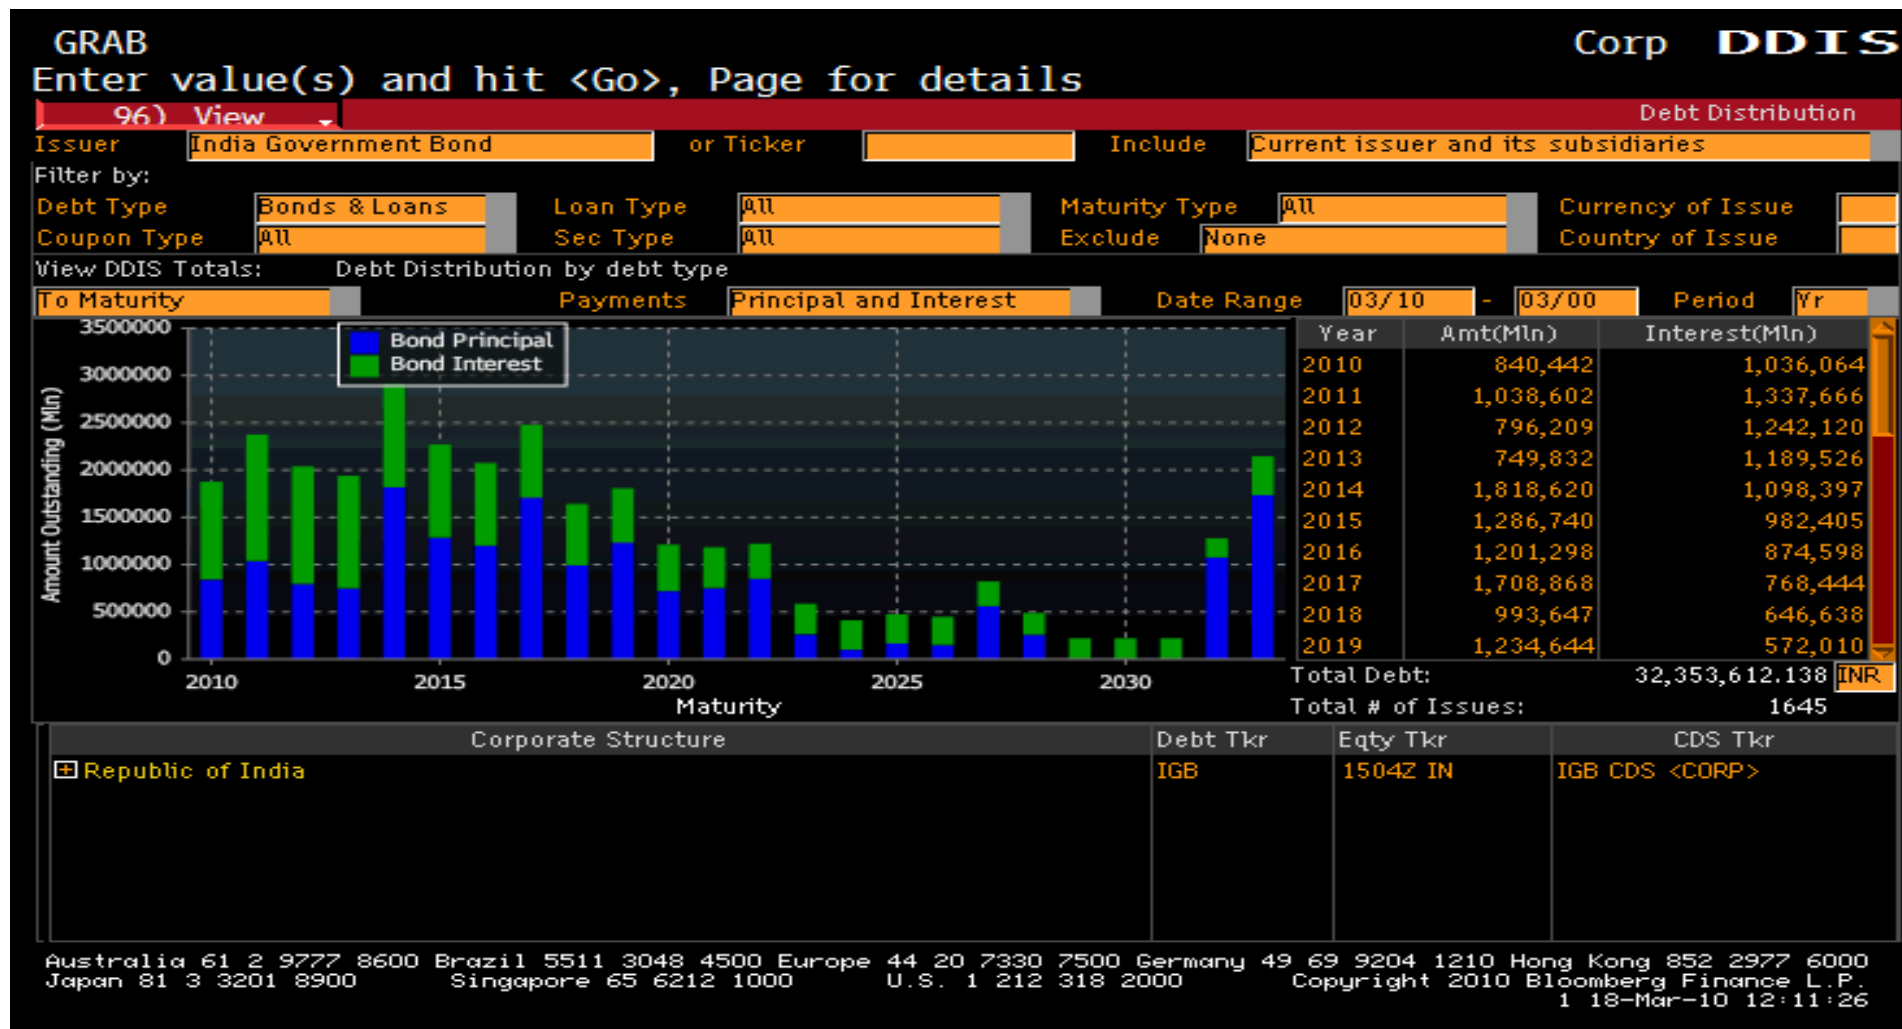 GRAB Corp DDIS
Enter value(s) and hit <Go>, Page for details
96) View Debt Distribution
Issuer India Government Bond or Ticker Include Current issuer and its subsidiaries
Filter by:
Debt Type Bonds & Loans Loan Type All Maturity Type All Currency of Issue
Coupon Type All Sec Type All Exclude None Country of Issue
View DDIS Totals: Debt Distribution by debt type
To Maturity Payments Principal and Interest Date Range 03/10 - 03/00 Period Yr
Amount Outstanding (Mln)
3500000
3000000
2500000
2000000
1500000
1000000
500000
0
Bond Principal
Bond Interest
2010 2015 2020 2025 2030
Maturity
Year Amt(Mln) Interest(Mln)
2010 840,442 1,036,064
2011 1,038,602 1,337,666
2012 796,209 1,242,120
2013 749,832 1,189,526
2014 1,818,620 1,098,397
2015 1,286,740 982,405
2016 1,201,298 874,598
2017 1,708,868 768,444
2018 993,647 646,638
2019 1,234,644 572,010
Total Debt: 32,353,612.138 INR
Total # of Issues: 1645
Corporate Structure Debt Tkr Eqty Tkr CDS Tkr
Republic of India IGB 1504Z IN IGB CDS <CORP>
Australia 61 2 9777 8600 Brazil 5511 3048 4500 Europe 44 20 7330 7500 Germany 49 69 9204 1210 Hong Kong 852 2977 6000
Japan 81 3 3201 8900 Singapore 65 6212 1000 U.S. 1 212 318 2000 Copyright 2010 Bloomberg Finance L.P.
1 18-Mar-10 12:11:26